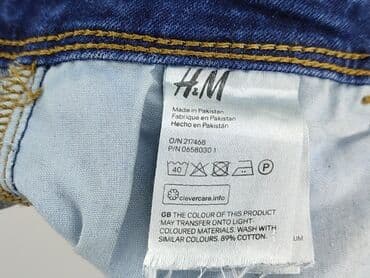 H&M
Made in Pakistan
Fabriqué en Pakistan
Hecho en Pakistán
O/N 217468
P/N 0658030 1
40 P
clevercare.info
GB THE COLOUR OF THIS PRODUCT
MAY TRANSFER ONTO LIGHT-
COLOURED MATERIALS. WASH WITH
SIMILAR COLOURS. 89% COTTON.
UM